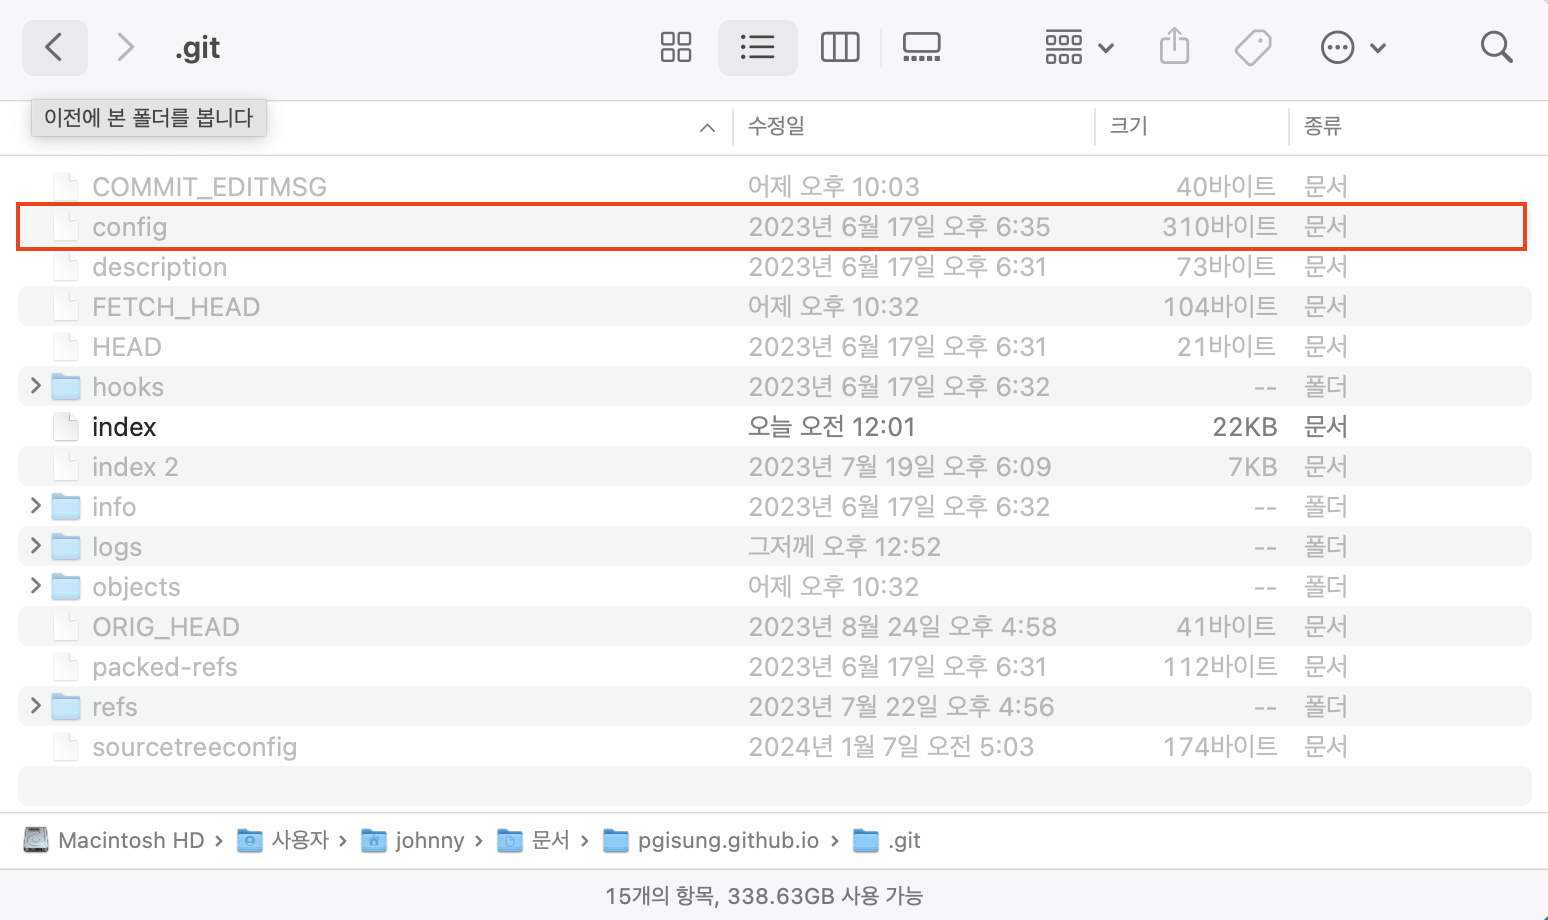 .git
이전에 본 폴더를 봅니다
수정일 크기 종류
COMMIT_EDITMSG 어제 오후 10:03 40바이트 문서
config 2023년 6월 17일 오후 6:35 310바이트 문서
description 2023년 6월 17일 오후 6:31 73바이트 문서
FETCH_HEAD 어제 오후 10:32 104바이트 문서
HEAD 2023년 6월 17일 오후 6:31 21바이트 문서
hooks 2023년 6월 17일 오후 6:32 -- 폴더
index 오늘 오전 12:01 22KB 문서
index 2 2023년 7월 19일 오후 6:09 7KB 문서
info 2023년 6월 17일 오후 6:32 -- 폴더
logs 그저께 오후 12:52 -- 폴더
objects 어제 오후 10:32 -- 폴더
ORIG_HEAD 2023년 8월 24일 오후 4:58 41바이트 문서
packed-refs 2023년 6월 17일 오후 6:31 112바이트 문서
refs 2023년 7월 22일 오후 4:56 -- 폴더
sourcetreeconfig 2024년 1월 7일 오전 5:03 174바이트 문서
Macintosh HD › 사용자 › johnny › 문서 › pgisung.github.io › .git
15개의 항목, 338.63GB 사용 가능